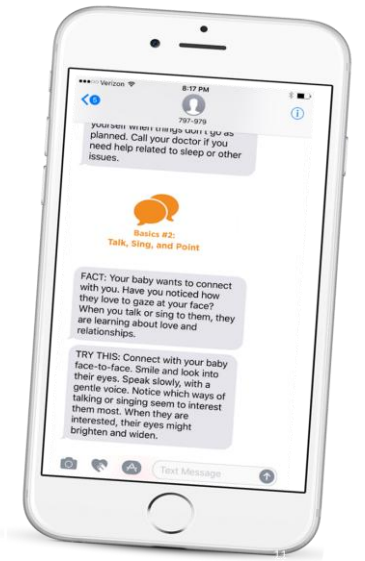 Verizon
8:17 PM
6
i
797-979
yourself when things don't go as
planned. Call your doctor if you
need help related to sleep or other
issues.
Basics #2:
Talk, Sing, and Point
FACT: Your baby wants to connect
with you. Have you noticed how
they love to gaze at your face?
When you talk or sing to them, they
are learning about love and
relationships.
TRY THIS: Connect with your baby
face-to-face. Smile and look into
their eyes. Speak slowly, with a
gentle voice. Notice which ways of
talking or singing seem to interest
them most. When they are
interested, their eyes might
brighten and widen.
Text Message
11